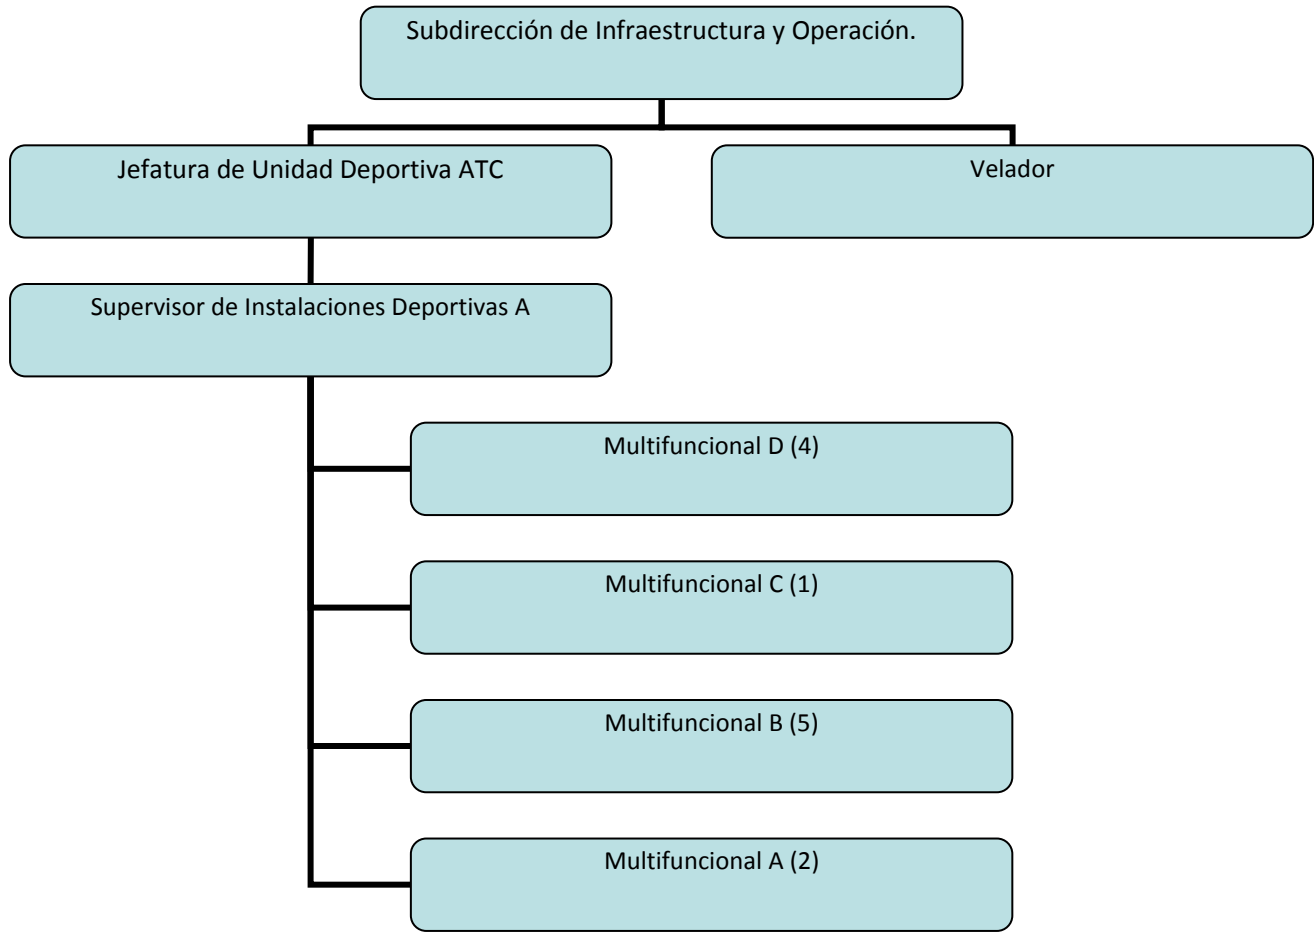 Subdirección de Infraestructura y Operación.
Jefatura de Unidad Deportiva ATC
Velador
Supervisor de Instalaciones Deportivas A
Multifuncional D (4)
Multifuncional C (1)
Multifuncional B (5)
Multifuncional A (2)